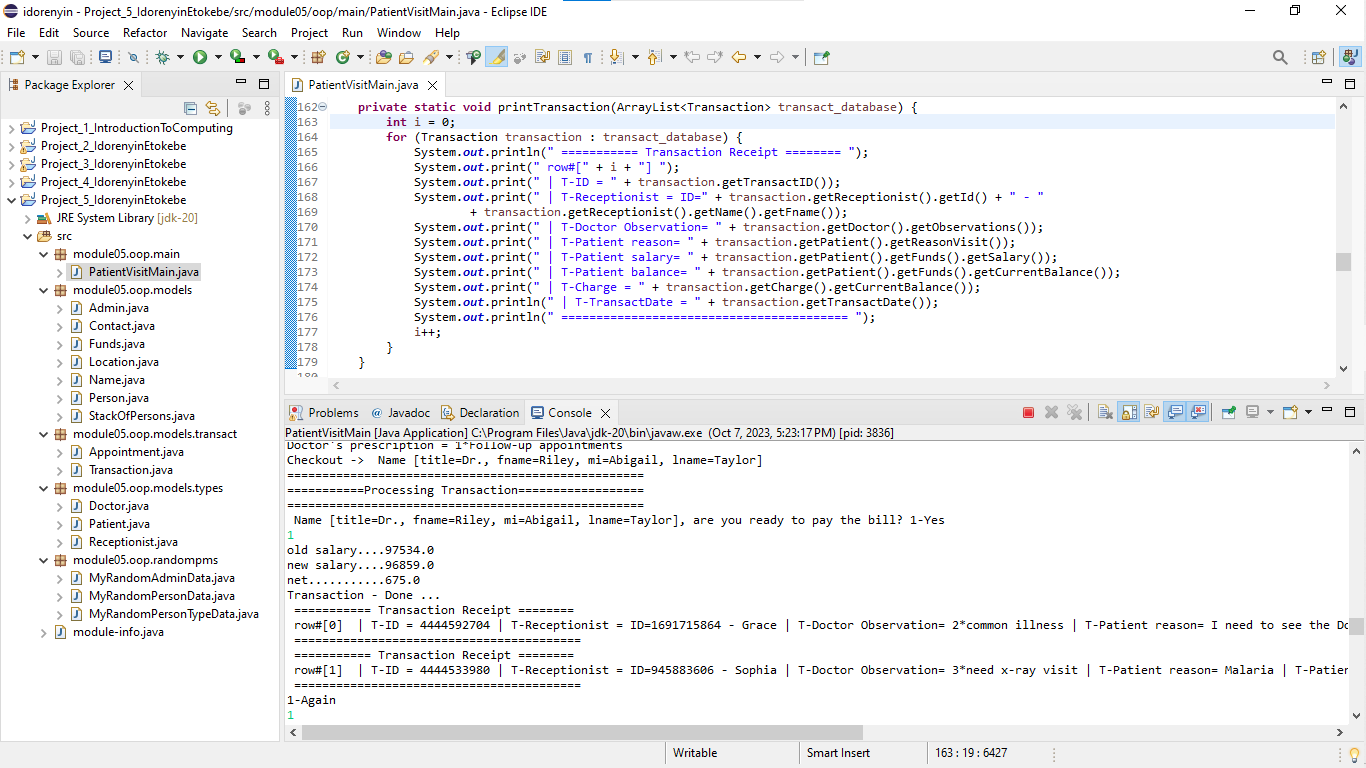 idorenyin - Project_5_IdorenyinEtokebe/src/module05/oop/main/PatientVisitMain.java - Eclipse IDE
File Edit Source Refactor Navigate Search Project Run Window Help
Package Explorer
Project_1_IntroductionToComputing
Project_2_IdorenyinEtokebe
Project_3_IdorenyinEtokebe
Project_4_IdorenyinEtokebe
Project_5_IdorenyinEtokebe
JRE System Library [jdk-20]
src
module05.oop.main
PatientVisitMain.java
module05.oop.models
Admin.java
Contact.java
Funds.java
Location.java
Name.java
Person.java
StackOfPersons.java
module05.oop.models.transact
Appointment.java
Transaction.java
module05.oop.models.types
Doctor.java
Patient.java
Receptionist.java
module05.oop.randompms
MyRandomAdminData.java
MyRandomPersonData.java
MyRandomPersonTypeData.java
module-info.java
PatientVisitMain.java
162 private static void printTransaction(ArrayList<Transaction> transact_database) {
163 int i = 0;
164 for (Transaction transaction : transact_database) {
165 System.out.println(" =========== Transaction Receipt ======== ");
166 System.out.print(" row#[" + i + "] ");
167 System.out.print(" | T-ID = " + transaction.getTransactID());
168 System.out.print(" | T-Receptionist = ID=" + transaction.getReceptionist().getId() + " - "
169 + transaction.getReceptionist().getName().getFname());
170 System.out.print(" | T-Doctor Observation= " + transaction.getDoctor().getObservations());
171 System.out.print(" | T-Patient reason= " + transaction.getPatient().getReasonVisit());
172 System.out.print(" | T-Patient salary= " + transaction.getPatient().getFunds().getSalary());
173 System.out.print(" | T-Patient balance= " + transaction.getPatient().getFunds().getCurrentBalance());
174 System.out.print(" | T-Charge = " + transaction.getCharge().getCurrentBalance());
175 System.out.println(" | T-TransactDate = " + transaction.getTransactDate());
176 System.out.println(" ========================================= ");
177 i++;
178 }
179 }
180
Problems Javadoc Declaration Console
PatientVisitMain [Java Application] C:\Program Files\Java\jdk-20\bin\javaw.exe (Oct 7, 2023, 5:23:17 PM) [pid: 3836]
Doctor's prescription = 1*Follow-up appointments
Checkout -> Name [title=Dr., fname=Riley, mi=Abigail, lname=Taylor]
===================================================
===========Processing Transaction==================
===================================================
Name [title=Dr., fname=Riley, mi=Abigail, lname=Taylor], are you ready to pay the bill? 1-Yes
1
old salary....97534.0
new salary....96859.0
net...........675.0
Transaction - Done ...
=========== Transaction Receipt ========
row#[0] | T-ID = 4444592704 | T-Receptionist = ID=1691715864 - Grace | T-Doctor Observation= 2*common illness | T-Patient reason= I need to see the Do
=========================================
=========== Transaction Receipt ========
row#[1] | T-ID = 4444533980 | T-Receptionist = ID=945883606 - Sophia | T-Doctor Observation= 3*need x-ray visit | T-Patient reason= Malaria | T-Patien
=========================================
1-Again
1
Writable Smart Insert 163 : 19 : 6427